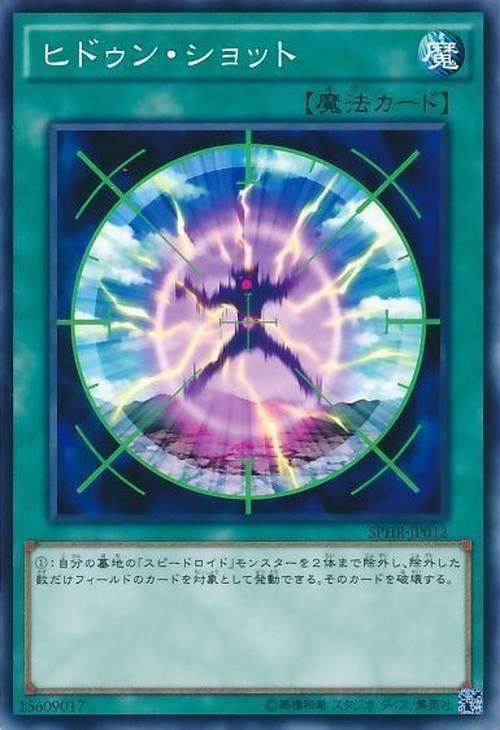 ヒドゥン・ショット
魔
【魔法カード】
SPHR-JP012
①:自分の墓地の「スピードロイド」モンスターを2体まで除外し、除外した
数だけフィールドのカードを対象として発動できる。そのカードを破壊する。
15609017
©高橋和希 スタジオ・ダイス/集英社